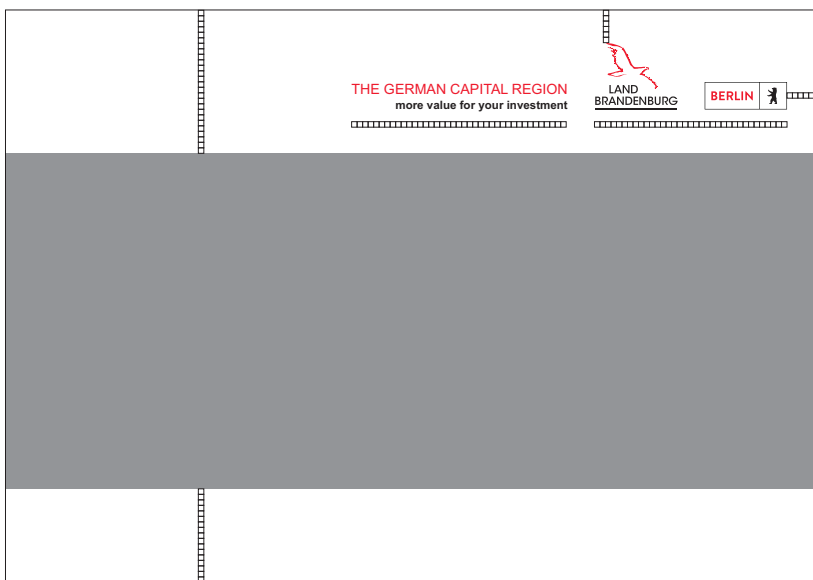 THE GERMAN CAPITAL REGION
more value for your investment
LAND
BRANDENBURG
BERLIN